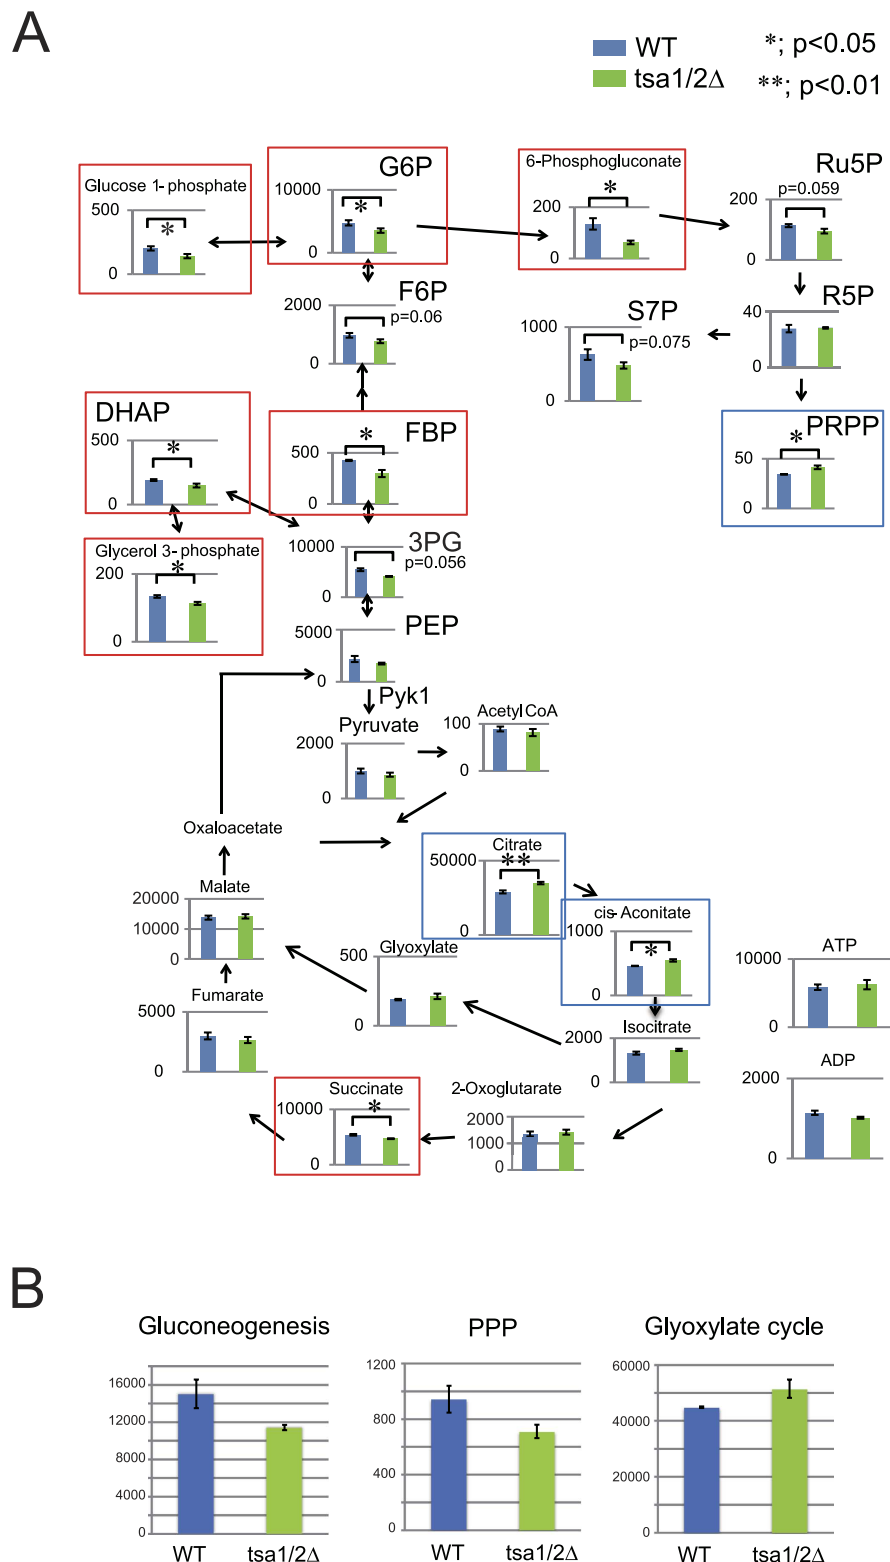 A
WT
*; p<0.05
tsa1/2Δ
**; p<0.01
Glucose 1-phosphate
500
*
0
G6P
10000
*
0
6-Phosphogluconate
200
*
0
Ru5P
p=0.059
200
0
F6P
2000
p=0.06
0
S7P
1000
p=0.075
0
R5P
40
0
DHAP
500
*
0
FBP
500
*
0
PRPP
50
*
0
Glycerol 3-phosphate
200
*
0
3PG
10000
p=0.056
0
PEP
5000
0
Pyk1
Pyruvate
2000
0
Acetyl CoA
100
0
Oxaloacetate
Citrate
50000
**
0
Malate
20000
10000
0
cis-Aconitate
1000
*
0
Glyoxylate
500
0
ATP
10000
0
Fumarate
5000
0
Isocitrate
2000
0
ADP
2000
0
Succinate
10000
*
0
2-Oxoglutarate
2000
1000
0
B
Gluconeogenesis
16000
12000
8000
4000
0
WT tsa1/2Δ
PPP
1200
800
400
0
WT tsa1/2Δ
Glyoxylate cycle
60000
40000
20000
0
WT tsa1/2Δ